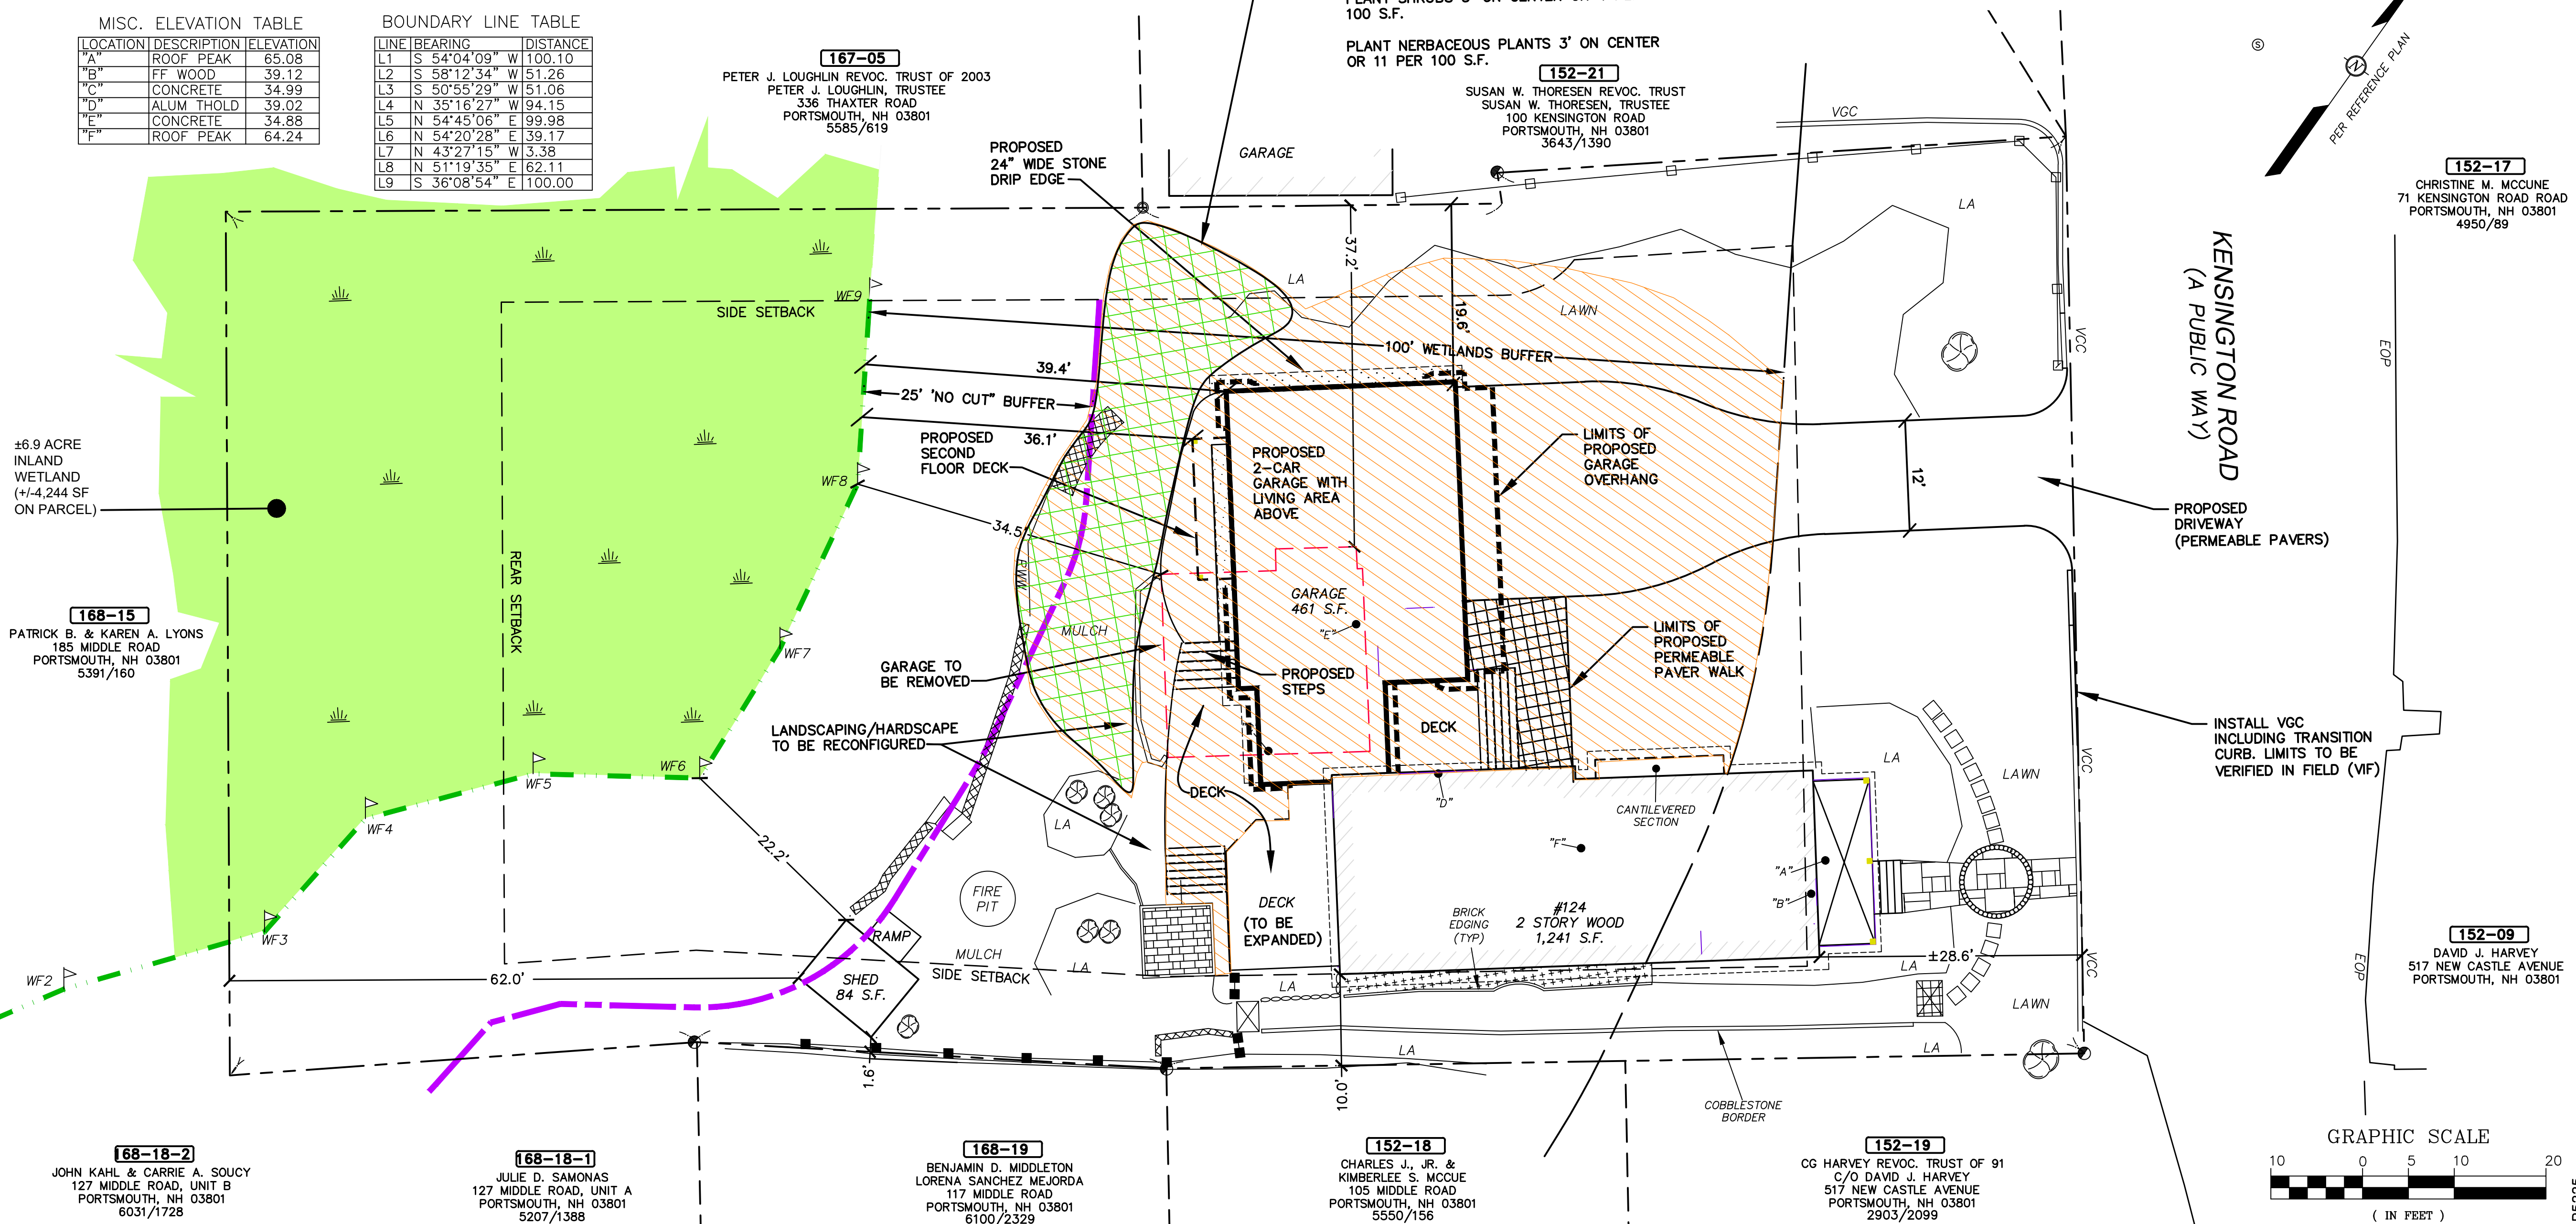 MISC. ELEVATION TABLE
LOCATION DESCRIPTION ELEVATION
"A" ROOF PEAK 65.08
"B" FF WOOD 39.12
"C" CONCRETE 34.99
"D" ALUM THOLD 39.02
"E" CONCRETE 34.88
"F" ROOF PEAK 64.24
BOUNDARY LINE TABLE
LINE BEARING DISTANCE
L1 S 54°04'09" W 100.10
L2 S 58°12'34" W 51.26
L3 S 50°55'29" W 51.06
L4 N 35°16'27" W 94.15
L5 N 54°45'06" E 99.98
L6 N 54°20'28" E 39.17
L7 N 43°27'15" W 3.38
L8 N 51°19'35" E 62.11
L9 S 36°08'54" E 100.00
167-05
PETER J. LOUGHLIN REVOC. TRUST OF 2003
PETER J. LOUGHLIN, TRUSTEE
336 THAXTER ROAD
PORTSMOUTH, NH 03801
5585/619
100 S.F.
PLANT NERBACEOUS PLANTS 3' ON CENTER
OR 11 PER 100 S.F.
152-21
SUSAN W. THORESEN REVOC. TRUST
SUSAN W. THORESEN, TRUSTEE
100 KENSINGTON ROAD
PORTSMOUTH, NH 03801
3643/1390
N
PER REFERENCE PLAN
S
152-17
CHRISTINE M. MCCUNE
71 KENSINGTON ROAD ROAD
PORTSMOUTH, NH 03801
4950/89
PROPOSED
24" WIDE STONE
DRIP EDGE
GARAGE
VGC
LA
LA
LAWN
37.2'
19.6'
WF9
SIDE SETBACK
100' WETLANDS BUFFER
39.4'
25' 'NO CUT" BUFFER
36.1'
PROPOSED
SECOND
FLOOR DECK
PROPOSED
2-CAR
GARAGE WITH
LIVING AREA
ABOVE
LIMITS OF
PROPOSED
GARAGE
OVERHANG
12'
VCC
EOP
KENSINGTON ROAD
(A PUBLIC WAY)
PROPOSED
DRIVEWAY
(PERMEABLE PAVERS)
±6.9 ACRE
INLAND
WETLAND
(+/-4,244 SF
ON PARCEL)
WF8
34.5'
REAR SETBACK
GARAGE
461 S.F.
"E"
MULCH
WF7
168-15
PATRICK B. & KAREN A. LYONS
185 MIDDLE ROAD
PORTSMOUTH, NH 03801
5391/160
GARAGE TO
BE REMOVED
PROPOSED
STEPS
LIMITS OF
PROPOSED
PERMEABLE
PAVER WALK
LANDSCAPING/HARDSCAPE
TO BE RECONFIGURED
DECK
INSTALL VGC
INCLUDING TRANSITION
CURB. LIMITS TO BE
VERIFIED IN FIELD (VIF)
VCC
LA
LAWN
WF6
WF5
WF4
WF3
WF2
DECK
"D"
CANTILEVERED
SECTION
LA
22.2'
"F"
"A"
"B"
FIRE
PIT
DECK
(TO BE
EXPANDED)
BRICK
EDGING
(TYP)
#124
2 STORY WOOD
1,241 S.F.
RAMP
MULCH
SIDE SETBACK
LA
SHED
84 S.F.
62.0'
±28.6'
LA
LA
LAWN
VCC
EOP
152-09
DAVID J. HARVEY
517 NEW CASTLE AVENUE
PORTSMOUTH, NH 03801
1.6'
10.0'
LA
LA
COBBLESTONE
BORDER
168-18-2
JOHN KAHL & CARRIE A. SOUCY
127 MIDDLE ROAD, UNIT B
PORTSMOUTH, NH 03801
6031/1728
168-18-1
JULIE D. SAMONAS
127 MIDDLE ROAD, UNIT A
PORTSMOUTH, NH 03801
5207/1388
168-19
BENJAMIN D. MIDDLETON
LORENA SANCHEZ MEJORDA
117 MIDDLE ROAD
PORTSMOUTH, NH 03801
6100/2329
152-18
CHARLES J., JR. &
KIMBERLEE S. MCCUE
105 MIDDLE ROAD
PORTSMOUTH, NH 03801
5550/156
152-19
CG HARVEY REVOC. TRUST OF 91
C/O DAVID J. HARVEY
517 NEW CASTLE AVENUE
PORTSMOUTH, NH 03801
2903/2099
GRAPHIC SCALE
10 0 5 10 20
( IN FEET )